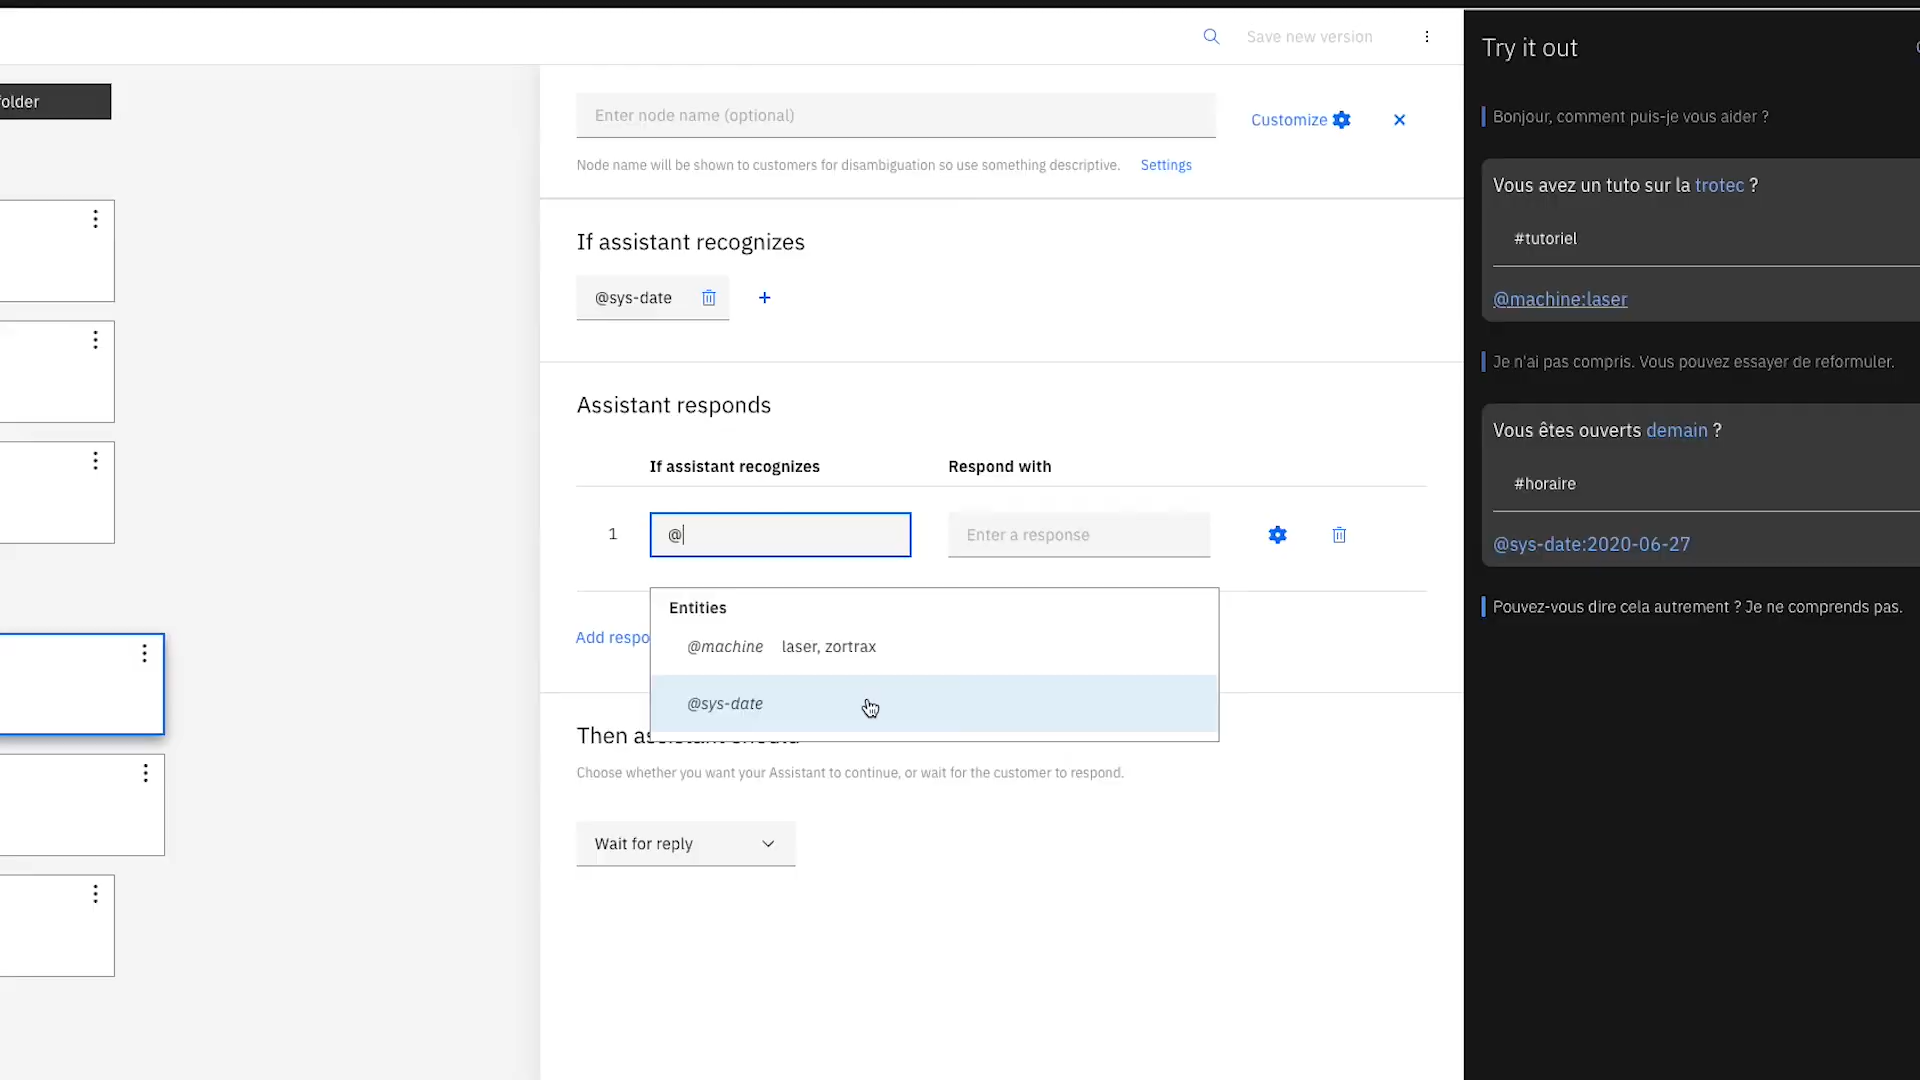 Save new version
Try it out
older
Enter node name (optional)
Customize
Node name will be shown to customers for disambiguation so use something descriptive. Settings
If assistant recognizes
@sys-date
+
Assistant responds
If assistant recognizes Respond with
1 @ Enter a response
Entities
@machine laser, zortrax
Add respo
@sys-date
Choose whether you want your Assistant to continue, or wait for the customer to respond.
Wait for reply
Bonjour, comment puis-je vous aider ?
Vous avez un tuto sur la trotec ?
#tutoriel
@machine:laser
Je n'ai pas compris. Vous pouvez essayer de reformuler.
Vous êtes ouverts demain ?
#horaire
@sys-date:2020-06-27
Pouvez-vous dire cela autrement ? Je ne comprends pas.